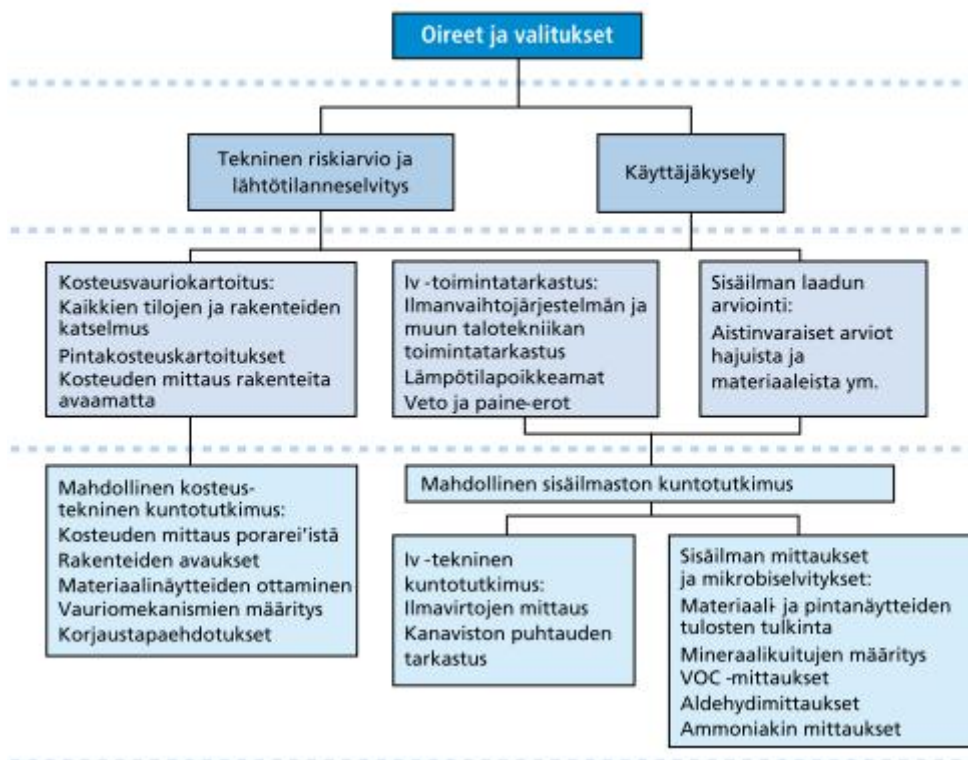 Oireet ja valitukset
Tekninen riskiarvio ja
lähtötilanneselvitys
Käyttäjäkysely
Kosteusvauriokartoitus:
Kaikkien tilojen ja rakenteiden
katselmus
Pintakosteuskartoitukset
Kosteuden mittaus rakenteita
avaamatta
Iv -toimintatarkastus:
Ilmanvaihtojärjestelmän ja
muun talotekniikan
toimintatarkastus
Lämpötilapoikkeamat
Veto ja paine-erot
Sisäilman laadun
arviointi:
Aistinvaraiset arviot
hajuista ja
materiaaleista ym.
Mahdollinen kosteus-
tekninen kuntotutkimus:
Kosteuden mittaus porarei'istä
Rakenteiden avaukset
Materiaalinäytteiden ottaminen
Vauriomekanismien määritys
Korjaustapaehdotukset
Mahdollinen sisäilmaston kuntotutkimus
Iv -tekninen
kuntotutkimus:
Ilmavirtojen mittaus
Kanaviston puhtauden
tarkastus
Sisäilman mittaukset
ja mikrobiselvitykset:
Materiaali- ja pintanäytteiden
tulosten tulkinta
Mineraalikuitujen määritys
VOC -mittaukset
Aldehydimittaukset
Ammoniakin mittaukset